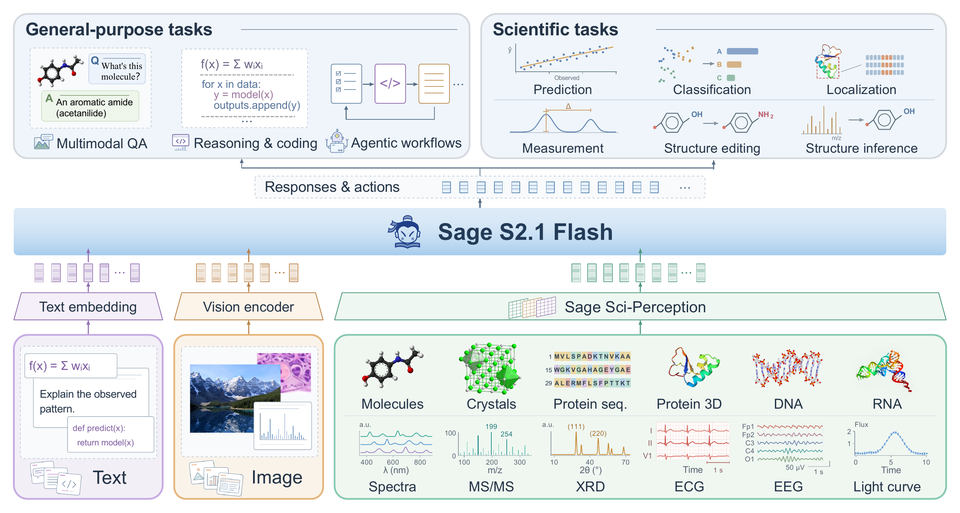 General-purpose tasks
Q What's this
molecule?
A An aromatic amide
(acetanilide)
Multimodal QA
f(x) = Σ wᵢxᵢ
for x in data:
y = model(x)
outputs.append(y)
...
Reasoning & coding
</>
...
Agentic workflows
Scientific tasks
ŷ
Observed
Prediction
A
B
C
Classification
Localization
Δ
Measurement
OH
NH₂
Structure editing
m/z
OH
Structure inference
Responses & actions
...
Sage S2.1 Flash
...
...
...
Text embedding
Vision encoder
Sage Sci-Perception
f(x) = Σ wᵢxᵢ
Explain the observed
pattern.
def predict(x):
return model(x)
</>
Text
Image
Molecules
Crystals
1 MVLSPADKTNVKAA
15 WGKVGAHAGEYGAE
29 ALERMFLSFPTTKT
Protein seq.
Protein 3D
DNA
RNA
a.u.
400 600 800
λ (nm)
Spectra
100
0
199
254
100 200 300
m/z
MS/MS
a.u.
(111)
(220)
10 30 50 70
2θ (°)
XRD
I
II
V1
Time
1 s
ECG
Fp1
Fp2
C3
C4
O1
50 µV
1 s
EEG
Flux
2
1
0 5 10
Time
Light curve